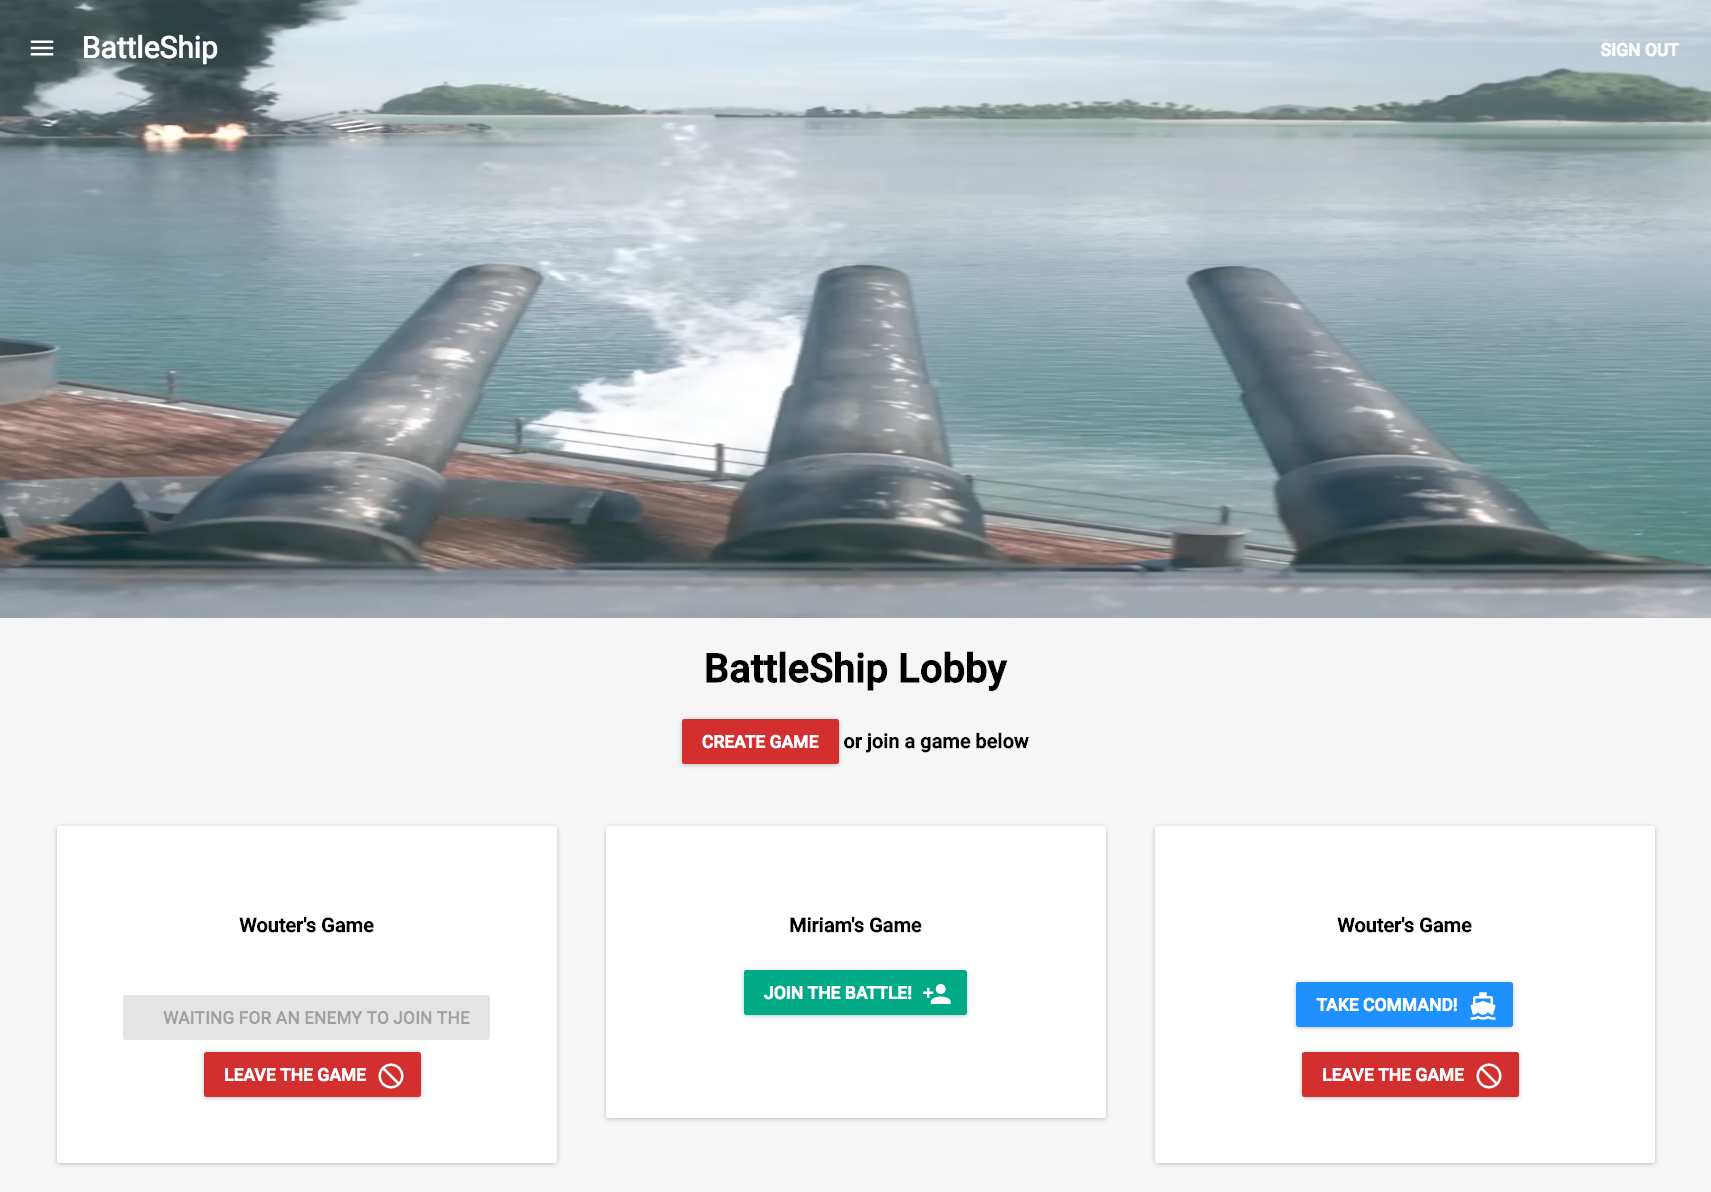 BattleShip
SIGN OUT
BattleShip Lobby
CREATE GAME or join a game below
Wouter's Game
WAITING FOR AN ENEMY TO JOIN THE
LEAVE THE GAME
Miriam's Game
JOIN THE BATTLE!
Wouter's Game
TAKE COMMAND!
LEAVE THE GAME